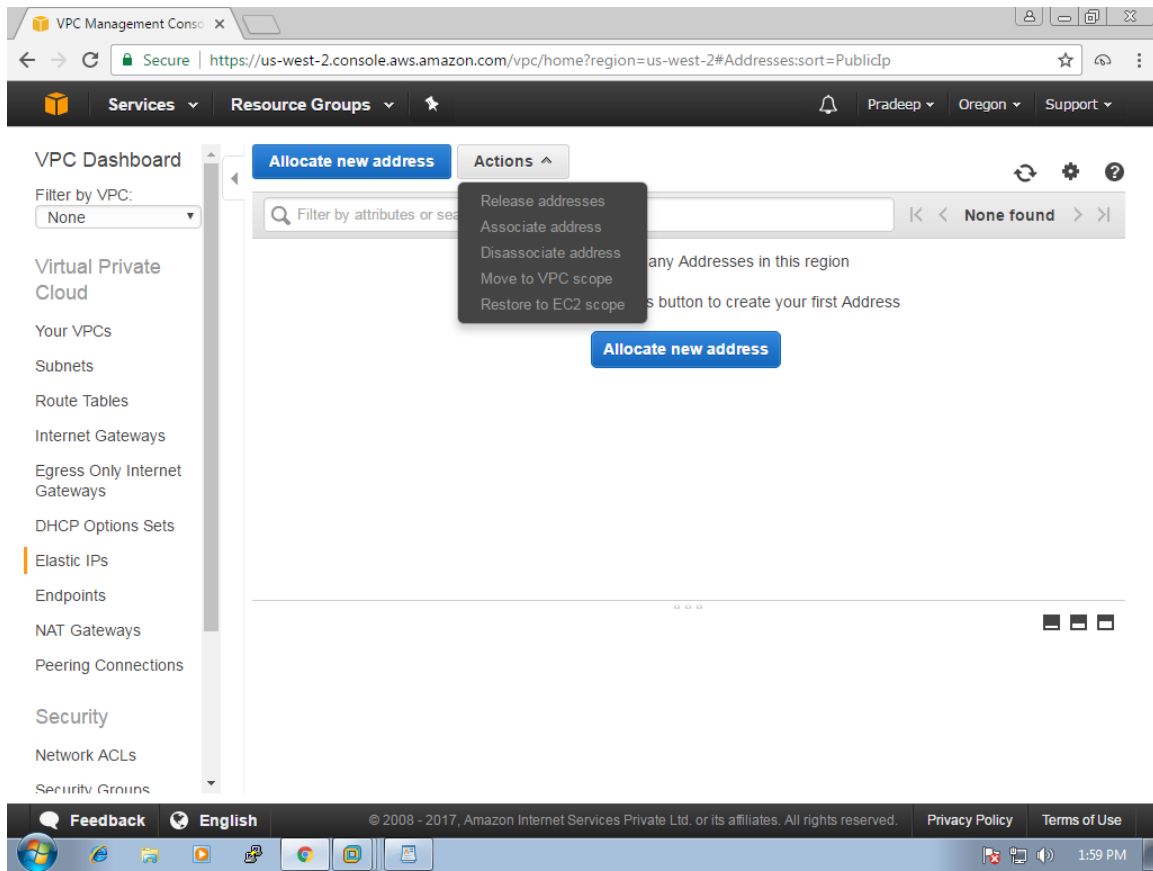 VPC Management Conso
Secure https://us-west-2.console.aws.amazon.com/vpc/home?region=us-west-2#Addresses:sort=PublicIp
Services Resource Groups Pradeep Oregon Support
VPC Dashboard
Filter by VPC:
None
Virtual Private
Cloud
Your VPCs
Subnets
Route Tables
Internet Gateways
Egress Only Internet
Gateways
DHCP Options Sets
Elastic IPs
Endpoints
NAT Gateways
Peering Connections
Security
Network ACLs
Security Groups
Allocate new address Actions
Release addresses
Associate address
Disassociate address
Move to VPC scope
Restore to EC2 scope
Filter by attributes or sea
None found
any Addresses in this region
s button to create your first Address
Allocate new address
Feedback English © 2008 - 2017, Amazon Internet Services Private Ltd. or its affiliates. All rights reserved. Privacy Policy Terms of Use
1:59 PM